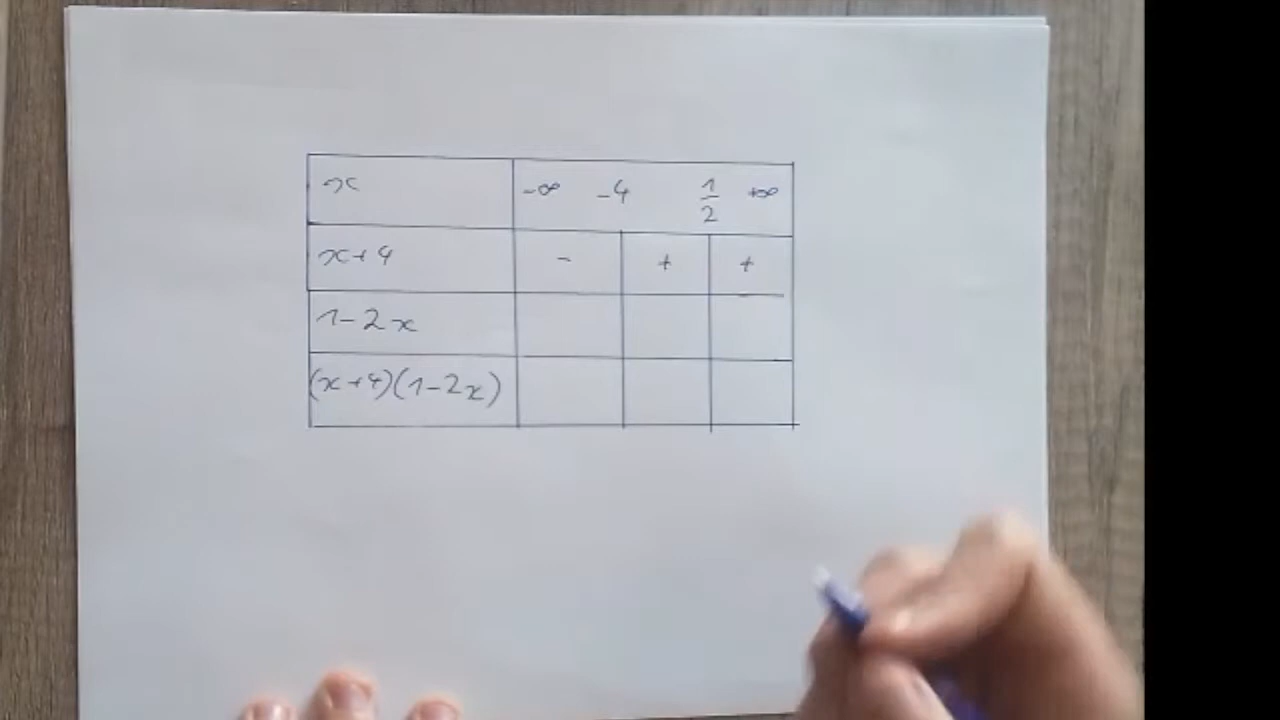 x -∞ -4 1/2 +∞
x+4 - + +
1-2x
(x+4)(1-2x)